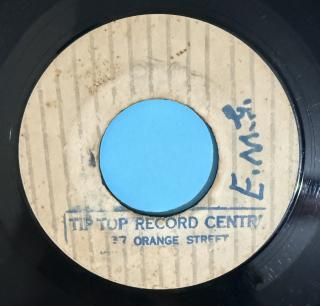 E.M.G.
TIP TOP RECORD CENTR
37 ORANGE STREET